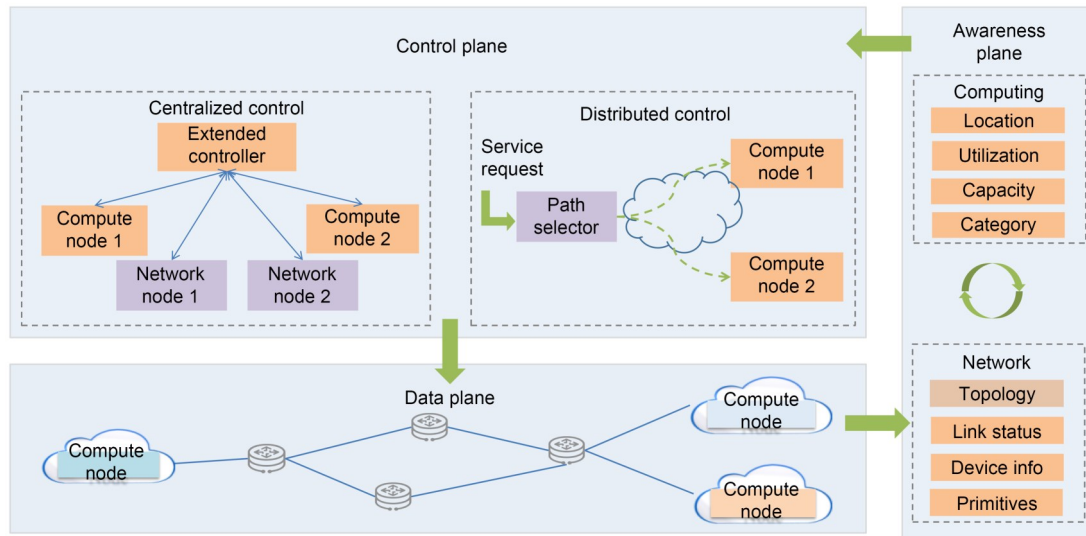 Control plane
Centralized control
Extended
controller
Compute
node 1
Compute
node 2
Network
node 1
Network
node 2
Distributed control
Service
request
Path
selector
Compute
node 1
Compute
node 2
Awareness
plane
Computing
Location
Utilization
Capacity
Category
Network
Topology
Link status
Device info
Primitives
Data plane
Compute
node
Compute
node
Compute
node